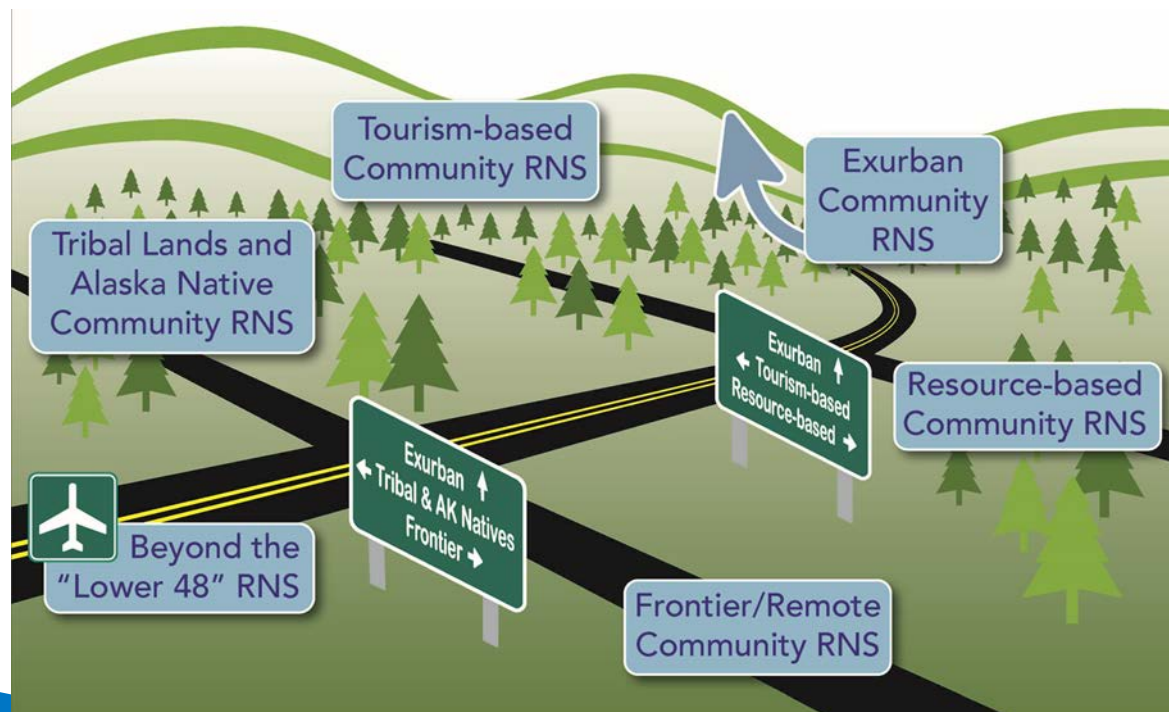 Tourism-based
Community RNS
Exurban
Community
RNS
Tribal Lands and
Alaska Native
Community RNS
Exurban ↑
← Tourism-based
Resource-based →
Resource-based
Community RNS
Exurban ↑
← Tribal & AK Natives
Frontier →
Beyond the
“Lower 48” RNS
Frontier/Remote
Community RNS